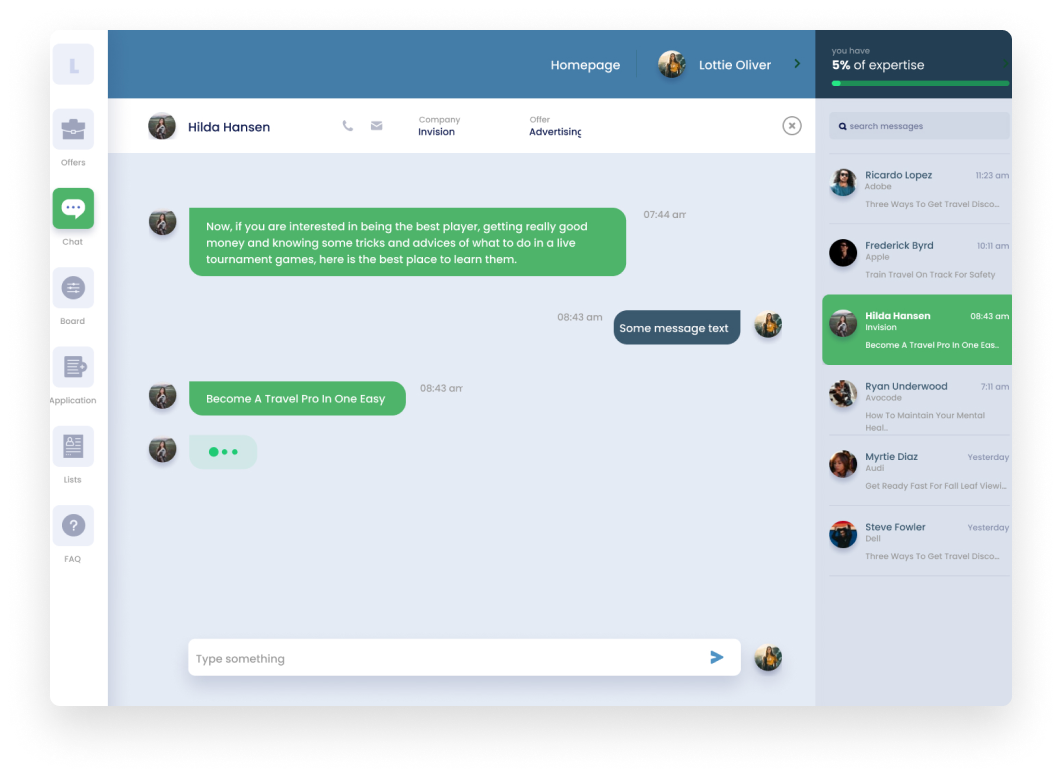 L
Offers
Chat
Board
Application
Lists
FAQ
Homepage
Lottie Oliver
Hilda Hansen
Company
Invision
Offer
Advertising
07:44 am
Now, if you are interested in being the best player, getting really good
money and knowing some tricks and advices of what to do in a live
tournament games, here is the best place to learn them.
08:43 am
Some message text
Become A Travel Pro In One Easy
08:43 am
Type something
you have
5% of expertise
search messages
Ricardo Lopez 11:23 am
Adobe
Three Ways To Get Travel Disco...
Frederick Byrd 10:11 am
Apple
Train Travel On Track For Safety
Hilda Hansen 08:43 am
Invision
Become A Travel Pro In One Eas..
Ryan Underwood 7:11 am
Avocode
How To Maintain Your Mental
Heal..
Myrtie Diaz Yesterday
Audi
Get Ready Fast For Fall Leaf Viewi...
Steve Fowler Yesterday
Dell
Three Ways To Get Travel Disco...